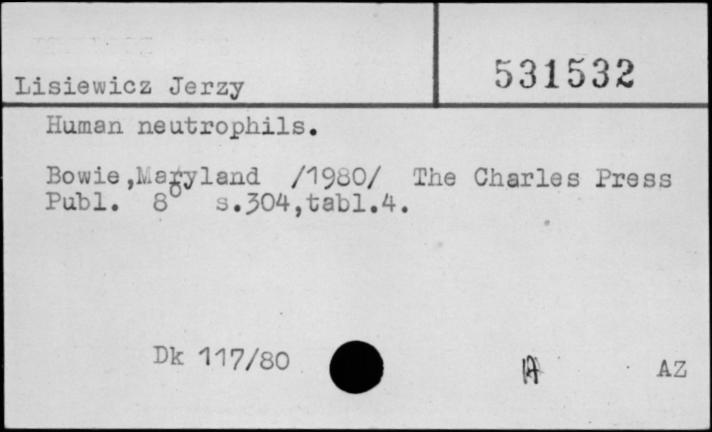 Lisiewicz Jerzy
531532
Human neutrophils.
Bowie,Maryland /1980/ The Charles Press
Publ. 8° s.304,tabl.4.
Dk 117/80
AZ